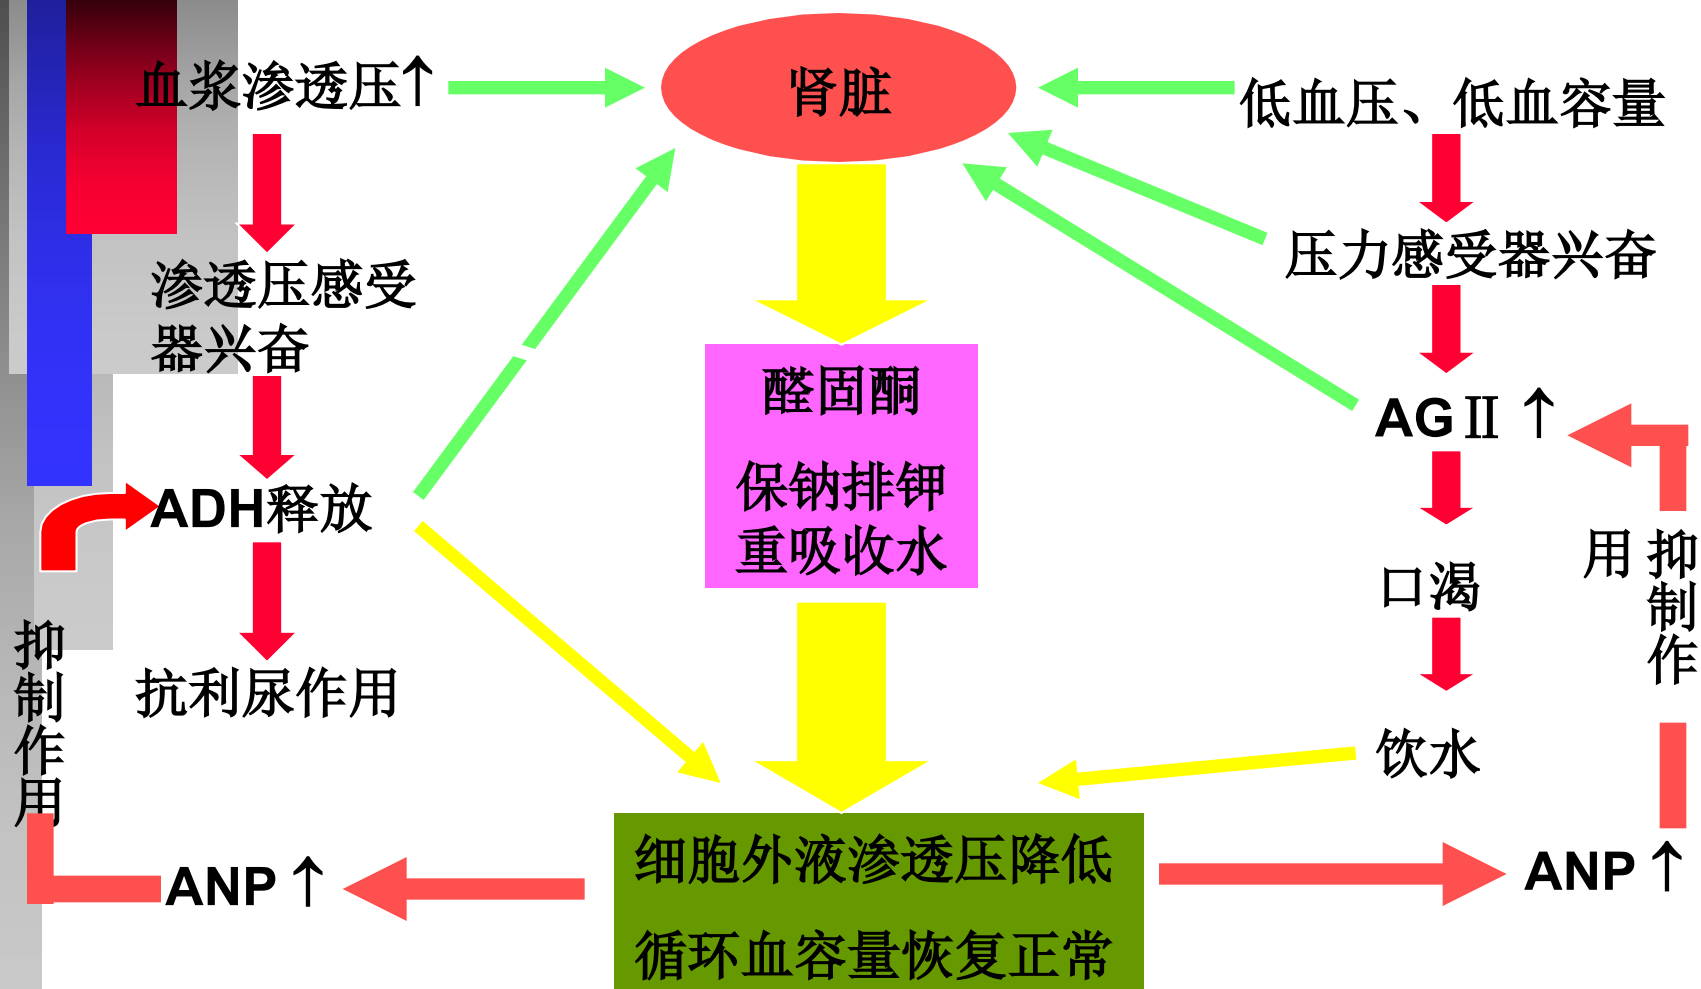 血浆渗透压↑
肾脏
低血压、低血容量
渗透压感受
器兴奋
压力感受器兴奋
醛固酮
AGⅡ↑
保钠排钾
重吸收水
ADH释放
口渴
抑制作
用
抗利尿作用
抑制作用
饮水
细胞外液渗透压降低
循环血容量恢复正常
ANP↑
ANP↑